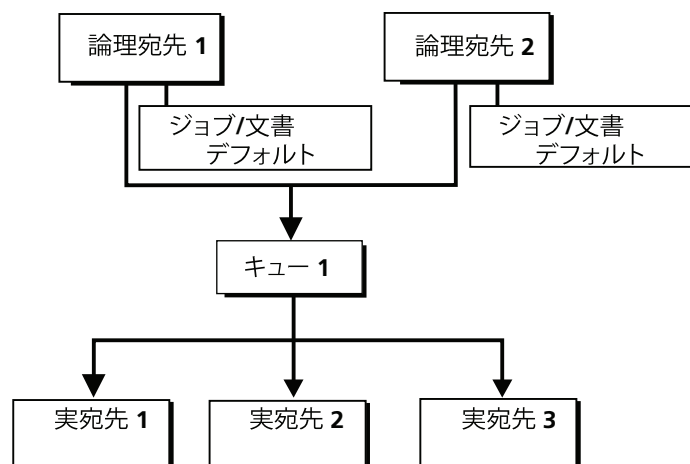 論理宛先 1
論理宛先 2
ジョブ/文書
デフォルト
ジョブ/文書
デフォルト
キュー 1
実宛先 1
実宛先 2
実宛先 3